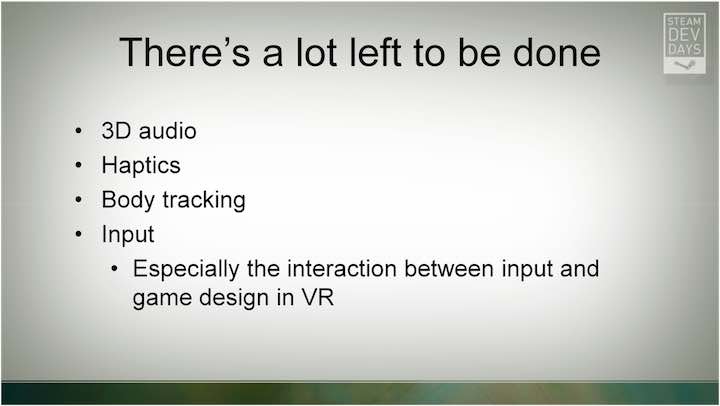 There's a lot left to be done
STEAM
DEV
DAYS
• 3D audio
• Haptics
• Body tracking
• Input
• Especially the interaction between input and
game design in VR